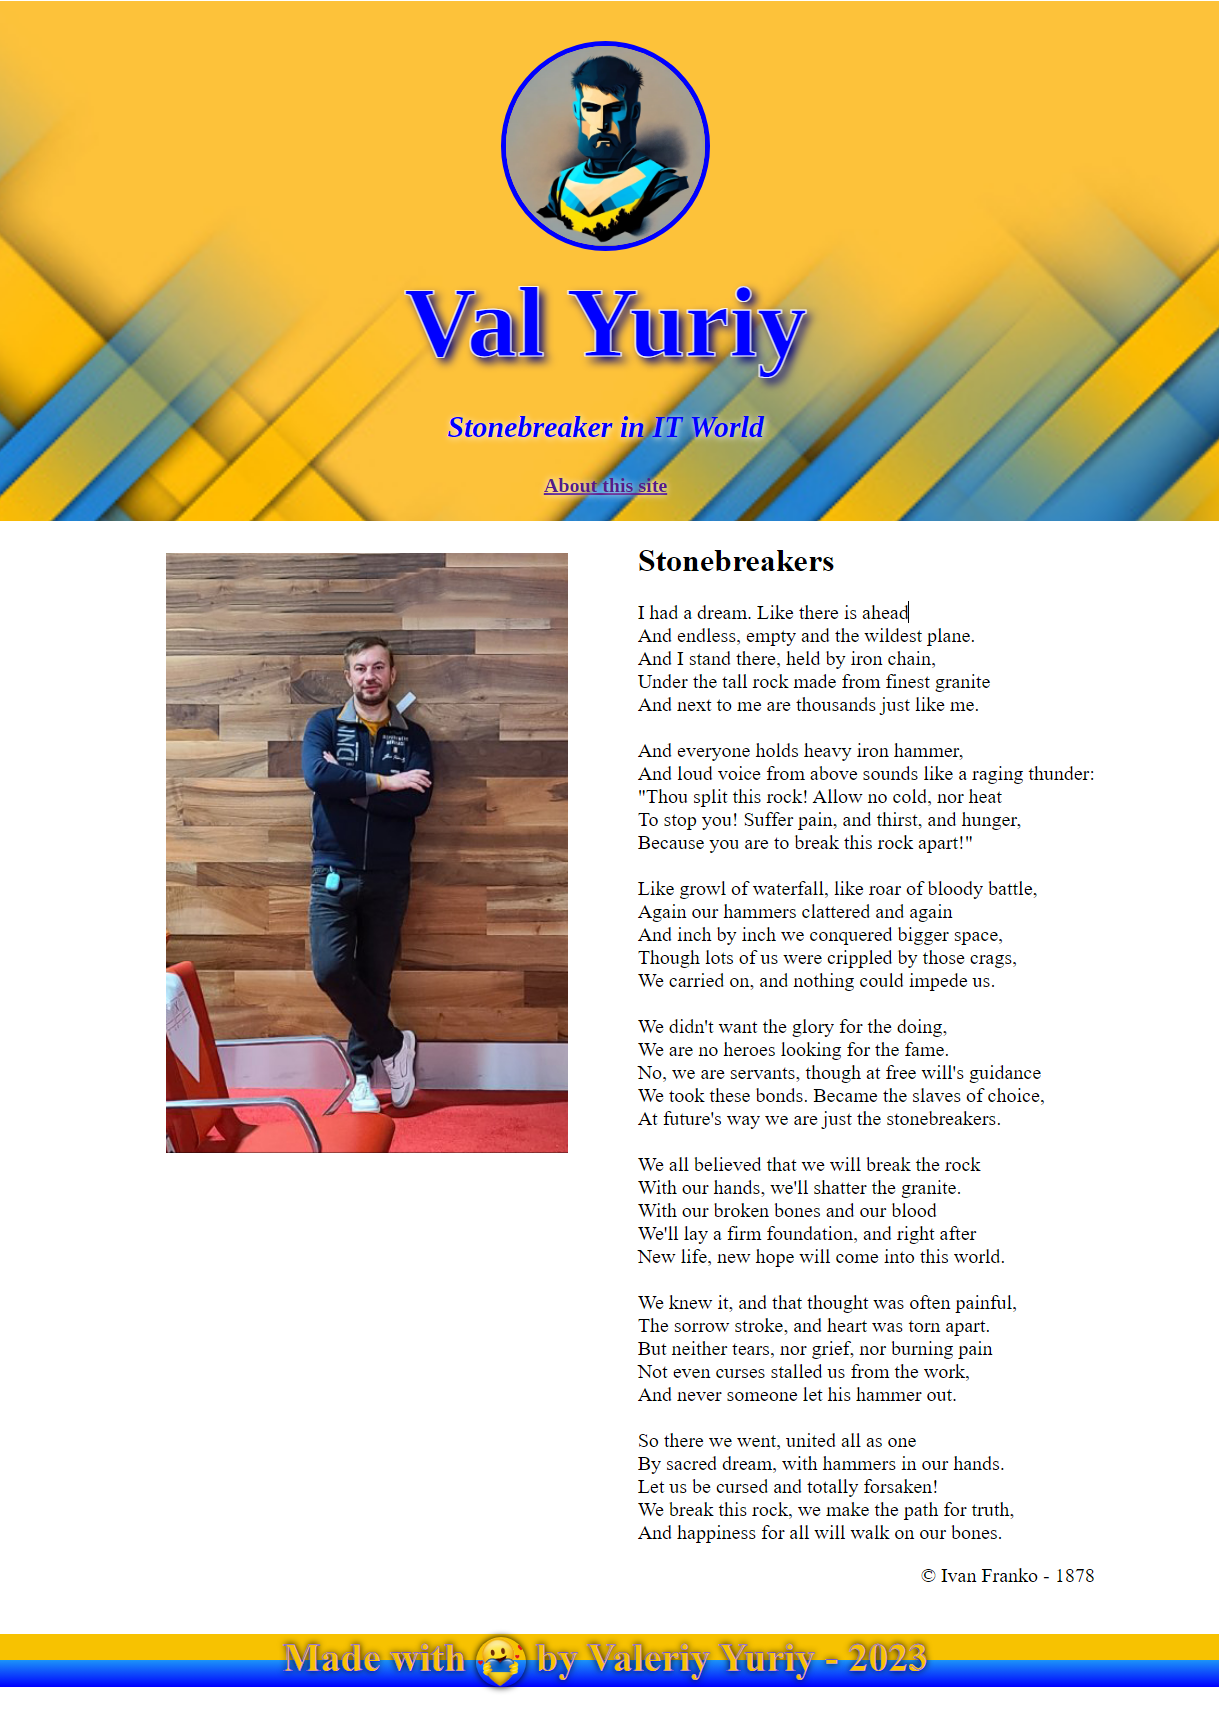 Val Yuriy
Stonebreaker in IT World
About this site
Stonebreakers
I had a dream. Like there is ahead
And endless, empty and the wildest plane.
And I stand there, held by iron chain,
Under the tall rock made from finest granite
And next to me are thousands just like me.
And everyone holds heavy iron hammer,
And loud voice from above sounds like a raging thunder:
"Thou split this rock! Allow no cold, nor heat
To stop you! Suffer pain, and thirst, and hunger,
Because you are to break this rock apart!"
Like growl of waterfall, like roar of bloody battle,
Again our hammers clattered and again
And inch by inch we conquered bigger space,
Though lots of us were crippled by those crags,
We carried on, and nothing could impede us.
We didn't want the glory for the doing,
We are no heroes looking for the fame.
No, we are servants, though at free will's guidance
We took these bonds. Became the slaves of choice,
At future's way we are just the stonebreakers.
We all believed that we will break the rock
With our hands, we'll shatter the granite.
With our broken bones and our blood
We'll lay a firm foundation, and right after
New life, new hope will come into this world.
We knew it, and that thought was often painful,
The sorrow stroke, and heart was torn apart.
But neither tears, nor grief, nor burning pain
Not even curses stalled us from the work,
And never someone let his hammer out.
So there we went, united all as one
By sacred dream, with hammers in our hands.
Let us be cursed and totally forsaken!
We break this rock, we make the path for truth,
And happiness for all will walk on our bones.
© Ivan Franko - 1878
Made with 🤗 by Valeriy Yuriy - 2023